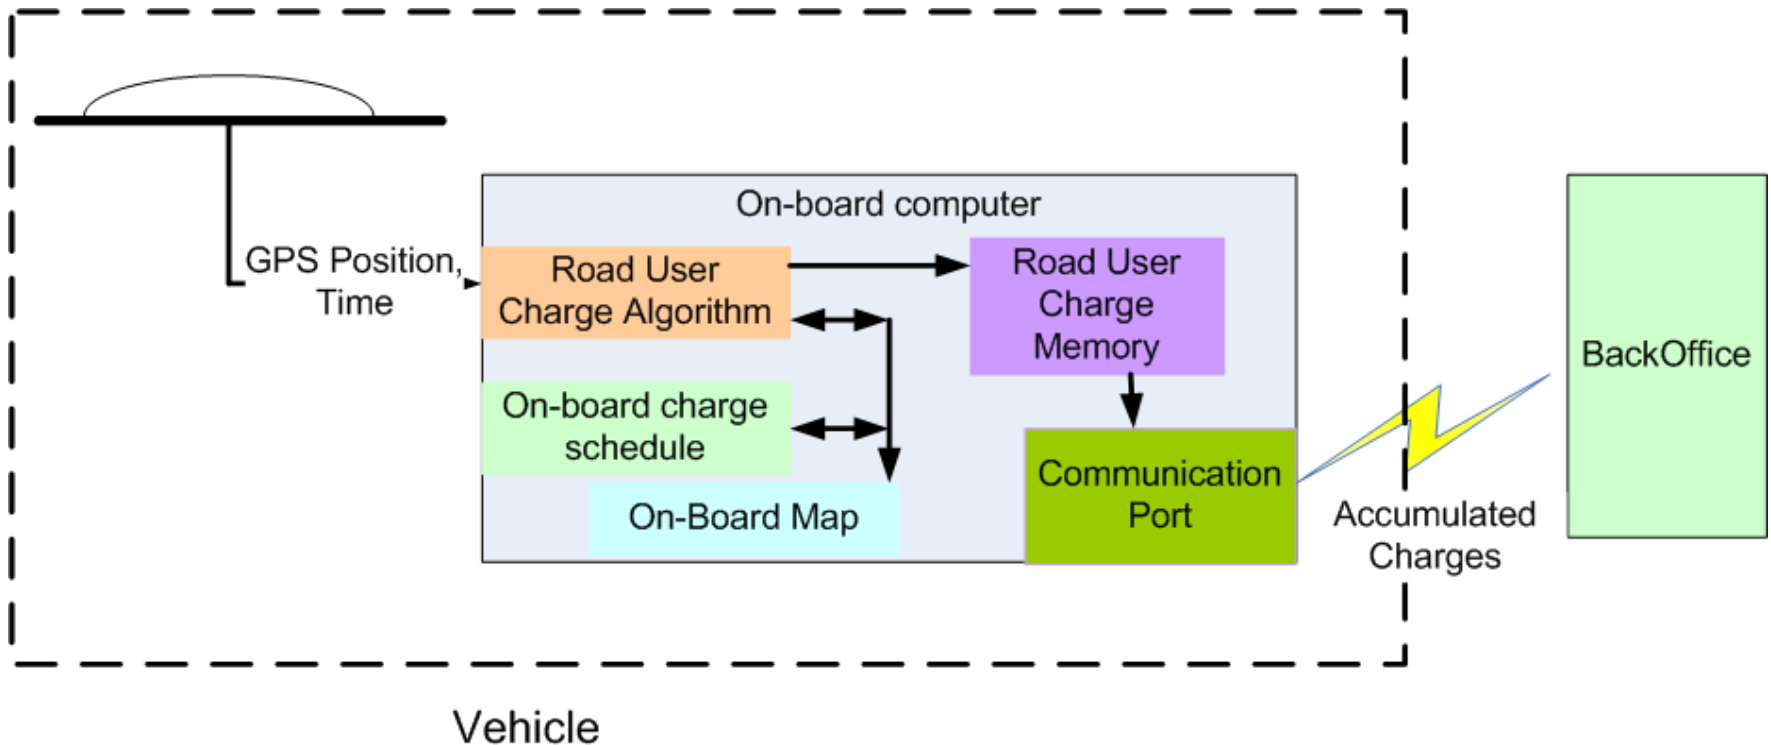 On-board computer
GPS Position,
Time
Road User
Charge Algorithm
Road User
Charge
Memory
On-board charge
schedule
On-Board Map
Communication
Port
Accumulated
Charges
BackOffice
Vehicle